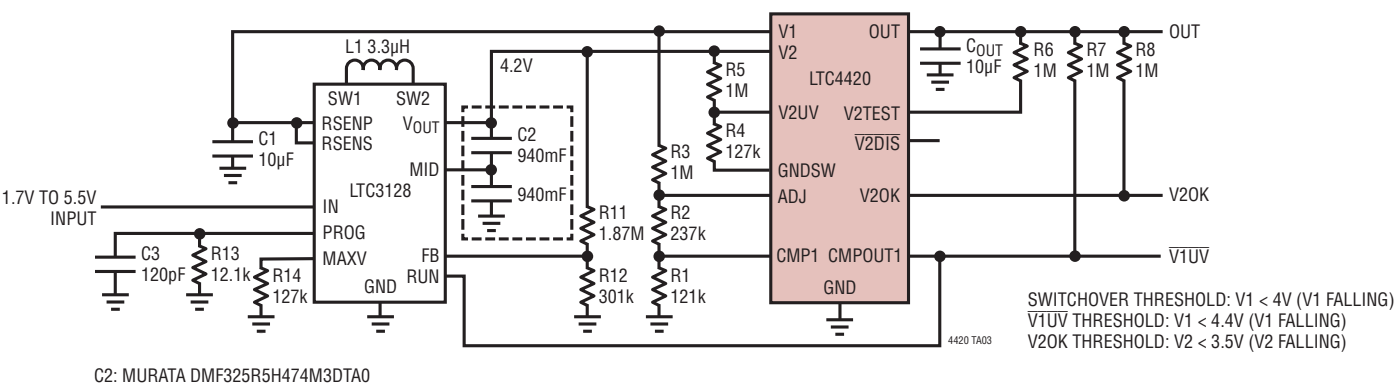 L1 3.3µH
SW1
SW2
RSENP
RSENS
VOUT
MID
LTC3128
IN
PROG
MAXV
FB
RUN
GND
C1
10µF
1.7V TO 5.5V
INPUT
C3
120pF
R13
12.1k
R14
127k
4.2V
C2
940mF
940mF
R11
1.87M
R12
301k
R3
1M
R2
237k
R1
121k
R5
1M
R4
127k
V1
V2
V2UV
GNDSW
ADJ
CMP1
LTC4420
OUT
V2TEST
V2DIS
V2OK
CMPOUT1
GND
COUT
10µF
R6
1M
R7
1M
R8
1M
OUT
V2OK
V1UV
4420 TA03
SWITCHOVER THRESHOLD: V1 < 4V (V1 FALLING)
V1UV THRESHOLD: V1 < 4.4V (V1 FALLING)
V2OK THRESHOLD: V2 < 3.5V (V2 FALLING)
C2: MURATA DMF325R5H474M3DTA0